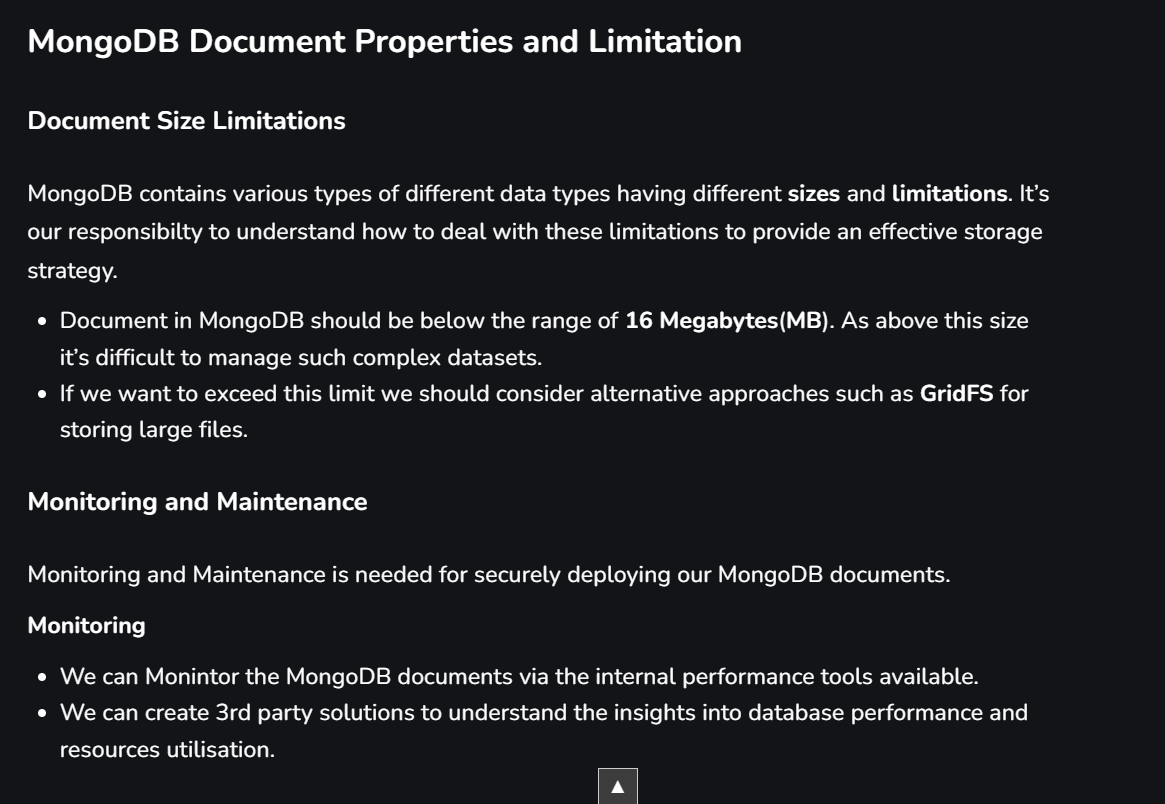 MongoDB Document Properties and Limitation
Document Size Limitations
MongoDB contains various types of different data types having different sizes and limitations. It’s
our responsibilty to understand how to deal with these limitations to provide an effective storage
strategy.
Document in MongoDB should be below the range of 16 Megabytes(MB). As above this size
it’s difficult to manage such complex datasets.
If we want to exceed this limit we should consider alternative approaches such as GridFS for
storing large files.
Monitoring and Maintenance
Monitoring and Maintenance is needed for securely deploying our MongoDB documents.
Monitoring
We can Monintor the MongoDB documents via the internal performance tools available.
We can create 3rd party solutions to understand the insights into database performance and
resources utilisation.